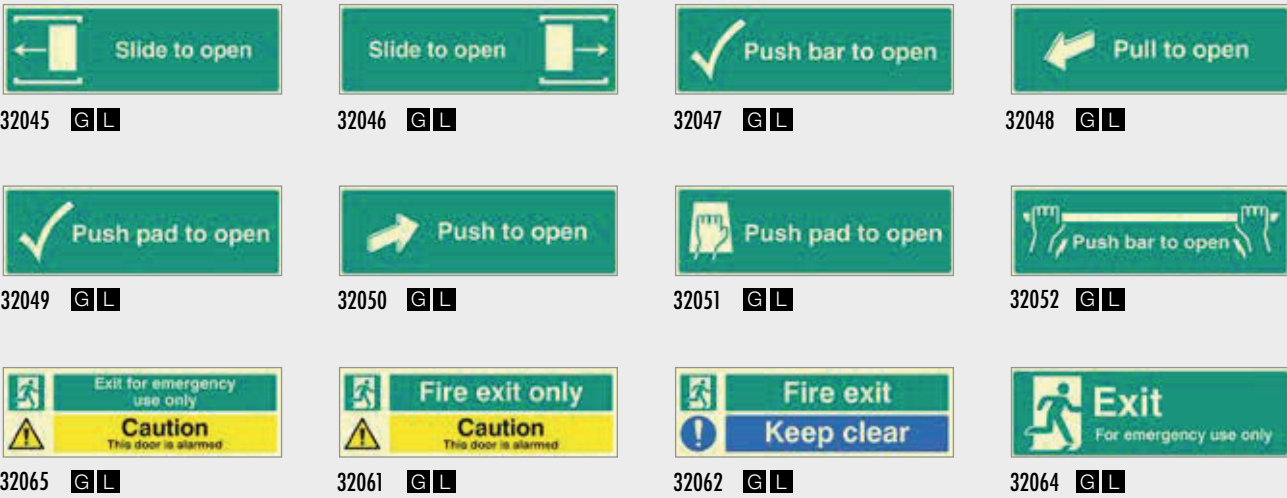 Slide to open
Slide to open
Push bar to open
Pull to open
32045 G L
32046 G L
32047 G L
32048 G L
Push pad to open
Push to open
Push pad to open
Push bar to open
32049 G L
32050 G L
32051 G L
32052 G L
Exit for emergency
use only
Caution
This door is alarmed
Fire exit only
Caution
This door is alarmed
Fire exit
Keep clear
Exit
For emergency use only
32065 G L
32061 G L
32062 G L
32064 G L